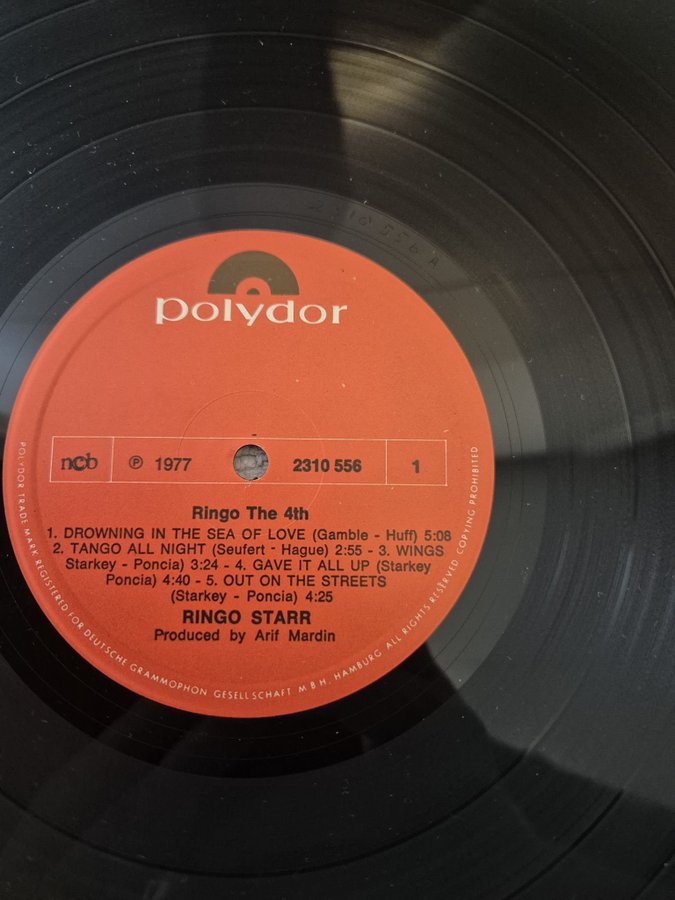 polydor
ncb ℗ 1977 2310 556 1
Ringo The 4th
1. DROWNING IN THE SEA OF LOVE (Gamble - Huff) 5:08
2. TANGO ALL NIGHT (Seufert - Hague) 2:55 - 3. WINGS
Starkey - Poncia) 3:24 - 4. GAVE IT ALL UP (Starkey
Poncia) 4:40 - 5. OUT ON THE STREETS
(Starkey - Poncia) 4:25
RINGO STARR
Produced by Arif Mardin
POLYDOR TRADE MARK REGISTERED FOR DEUTSCHE GRAMMOPHON GESELLSCHAFT M B H, HAMBURG ALL RIGHTS RESERVED COPYING PROHIBITED